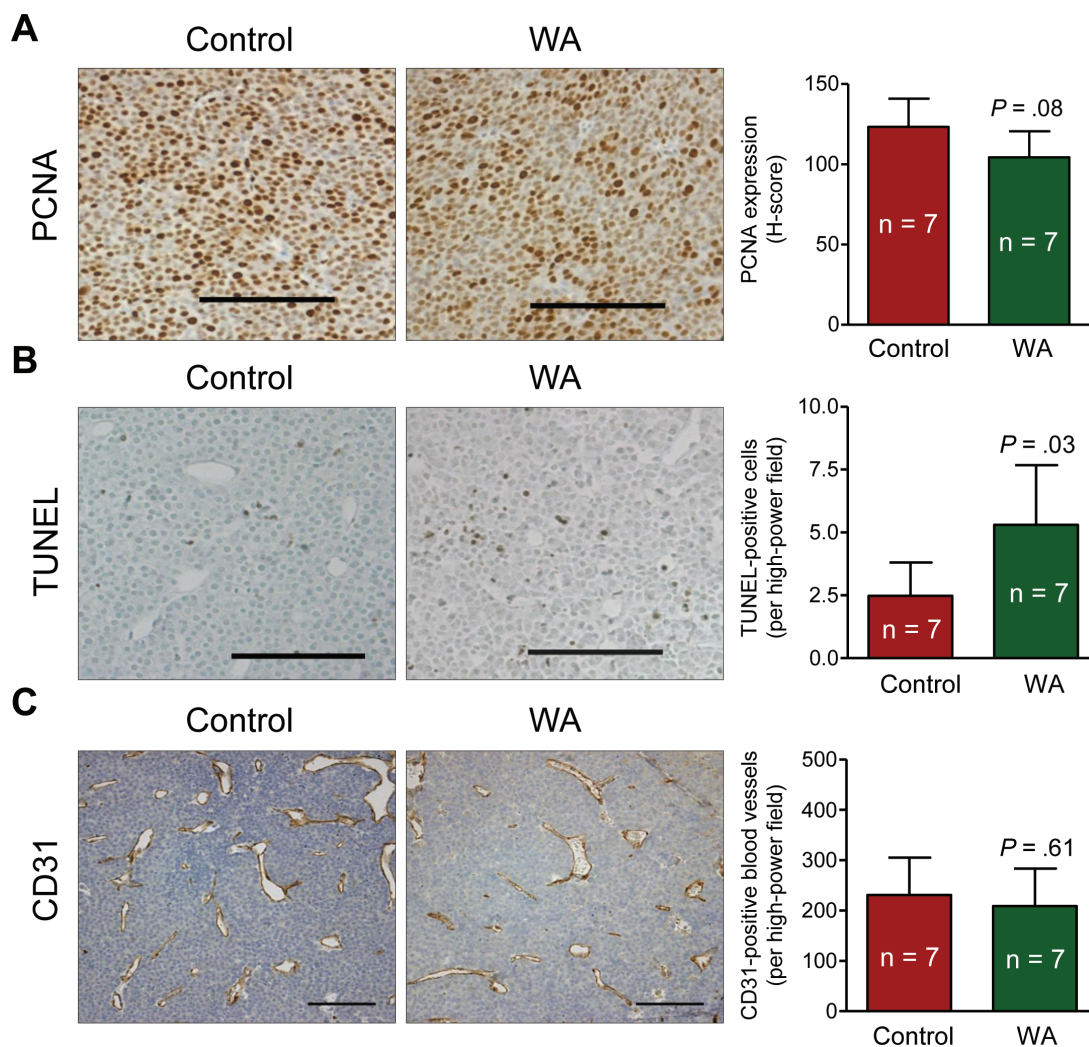 A
Control
WA
PCNA
PCNA expression
(H-score)
150
100
50
0
P = .08
n = 7
n = 7
Control
WA
B
Control
WA
TUNEL
TUNEL-positive cells
(per high-power field)
10.0
7.5
5.0
2.5
0.0
P = .03
n = 7
n = 7
Control
WA
C
Control
WA
CD31
CD31-positive blood vessels
(per high-power field)
500
400
300
200
100
0
P = .61
n = 7
n = 7
Control
WA